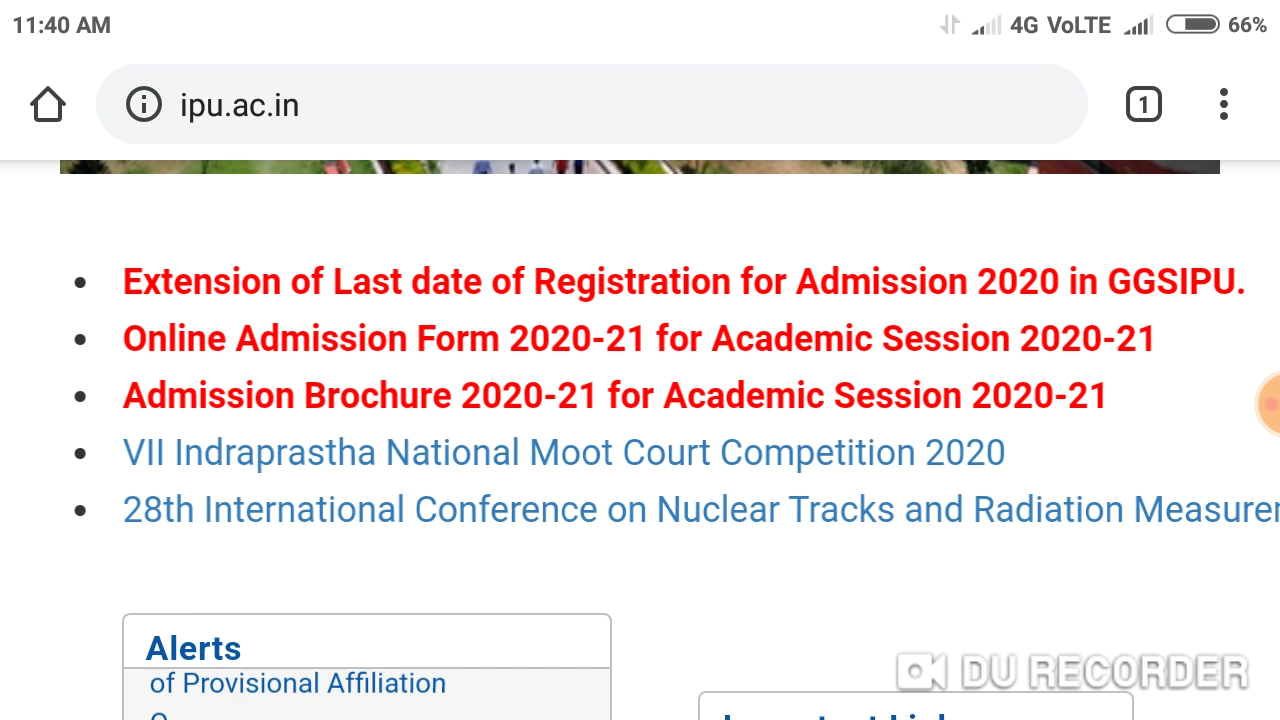 11:40 AM 4G VoLTE 66%
ipu.ac.in 1
Extension of Last date of Registration for Admission 2020 in GGSIPU.
Online Admission Form 2020-21 for Academic Session 2020-21
Admission Brochure 2020-21 for Academic Session 2020-21
VII Indraprastha National Moot Court Competition 2020
28th International Conference on Nuclear Tracks and Radiation
Alerts
of Provisional Affiliation
DU RECORDER